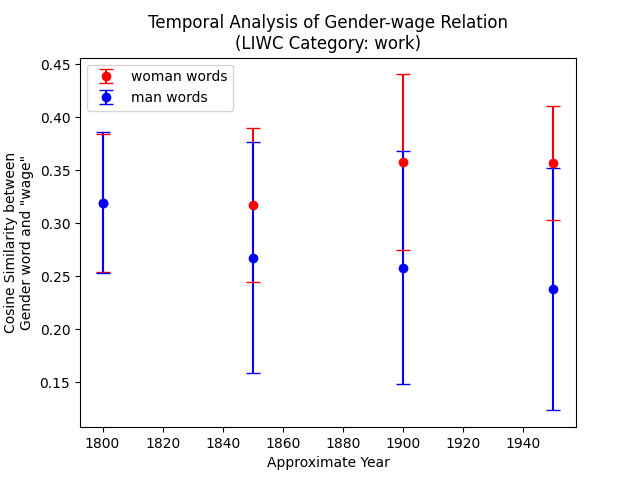 Temporal Analysis of Gender-wage Relation
(LIWC Category: work)
woman words
man words
Cosine Similarity between
Gender word and "wage"
0.45
0.40
0.35
0.30
0.25
0.20
0.15
1800 1820 1840 1860 1880 1900 1920 1940
Approximate Year